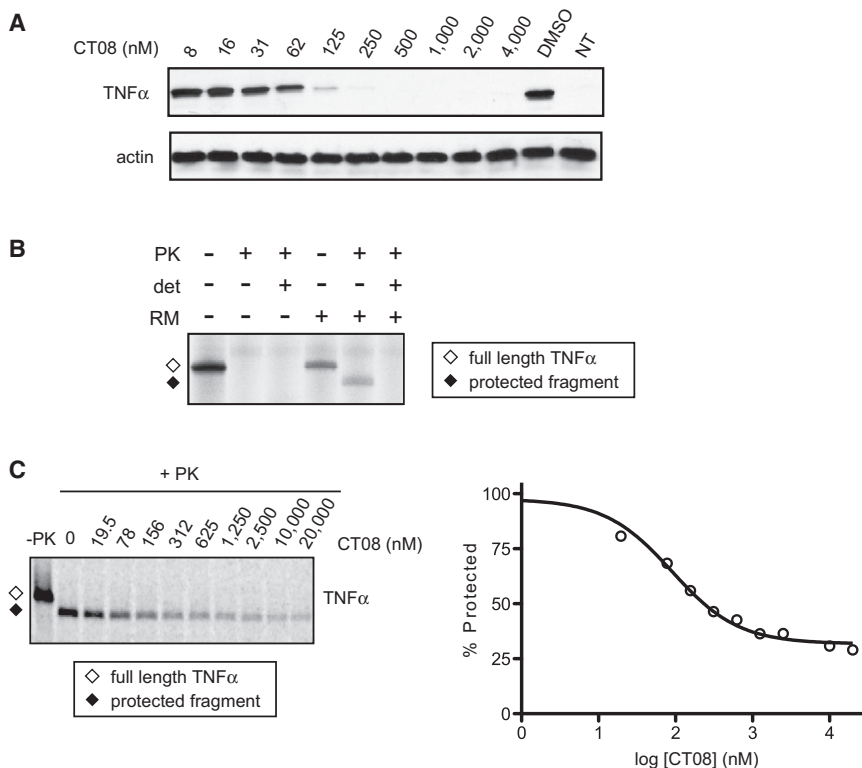 A
CT08 (nM) 8 16 31 62 125 250 500 1,000 2,000 4,000 DMSO NT
TNFα
actin
B
PK – + + – + +
det – – + – – +
RM – – – + + +
◇ full length TNFα
◆ protected fragment
C
+ PK
-PK 0 19.5 78 156 312 625 1,250 2,500 10,000 20,000 CT08 (nM)
TNFα
◇ full length TNFα
◆ protected fragment
100
75
50
25
0
% Protected
0 1 2 3 4
log [CT08] (nM)